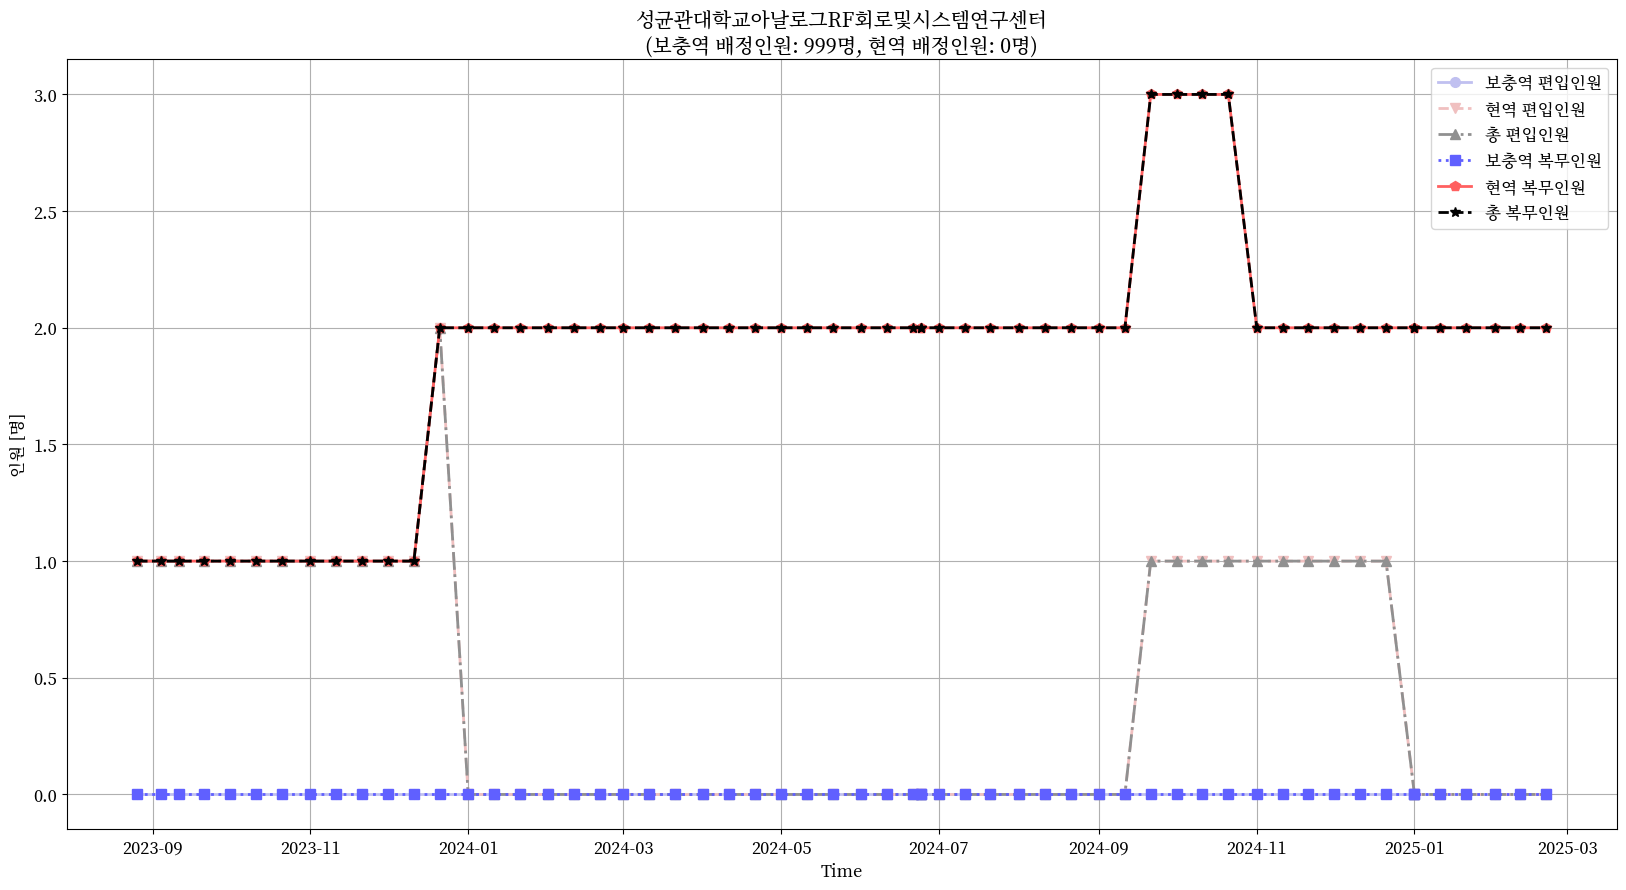 성균관대학교아날로그RF회로및시스템연구센터
(보충역 배정인원: 999명, 현역 배정인원: 0명)
보충역 편입인원
현역 편입인원
총 편입인원
보충역 복무인원
현역 복무인원
총 복무인원
인원 [명]
3.0
2.5
2.0
1.5
1.0
0.5
0.0
2023-09
2023-11
2024-01
2024-03
2024-05
2024-07
2024-09
2024-11
2025-01
2025-03
Time